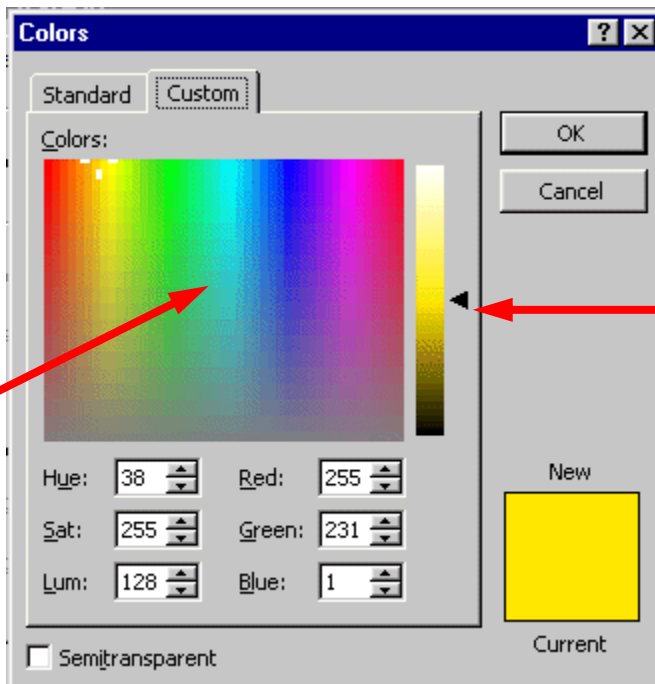 Colors
Standard Custom
Colors:
OK
Cancel
Hue: 38 Red: 255
Sat: 255 Green: 231
Lum: 128 Blue: 1
New
Current
Semitransparent